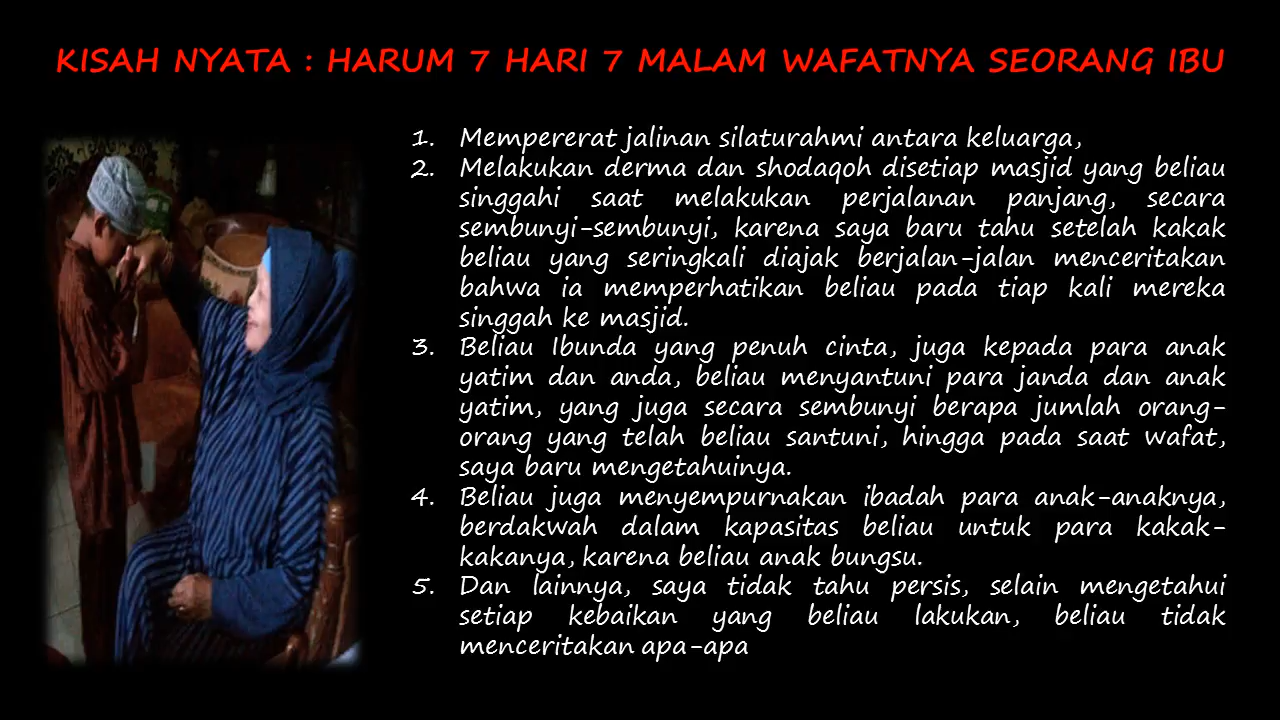 KISAH NYATA : HARUM 7 HARI 7 MALAM WAFATNYA SEORANG IBU
1. Mempererat jalinan silaturahmi antara keluarga,
2. Melakukan derma dan shodaqoh disetiap masjid yang beliau
singgahi saat melakukan perjalanan panjang, secara
sembunyi-sembunyi, karena saya baru tahu setelah kakak
beliau yang seringkali diajak berjalan-jalan menceritakan
bahwa ia memperhatikan beliau pada tiap kali mereka
singgah ke masjid.
3. Beliau Ibunda yang penuh cinta, juga kepada para anak
yatim dan anda, beliau menyantuni para janda dan anak
yatim, yang juga secara sembunyi berapa jumlah orang-
orang yang telah beliau santuni, hingga pada saat wafat,
saya baru mengetahuinya.
4. Beliau juga menyempurnakan ibadah para anak-anaknya,
berdakwah dalam kapasitas beliau untuk para kakak-
kakanya, karena beliau anak bungsu.
5. Dan lainnya, saya tidak tahu persis, selain mengetahui
setiap kebaikan yang beliau lakukan, beliau tidak
menceritakan apa-apa